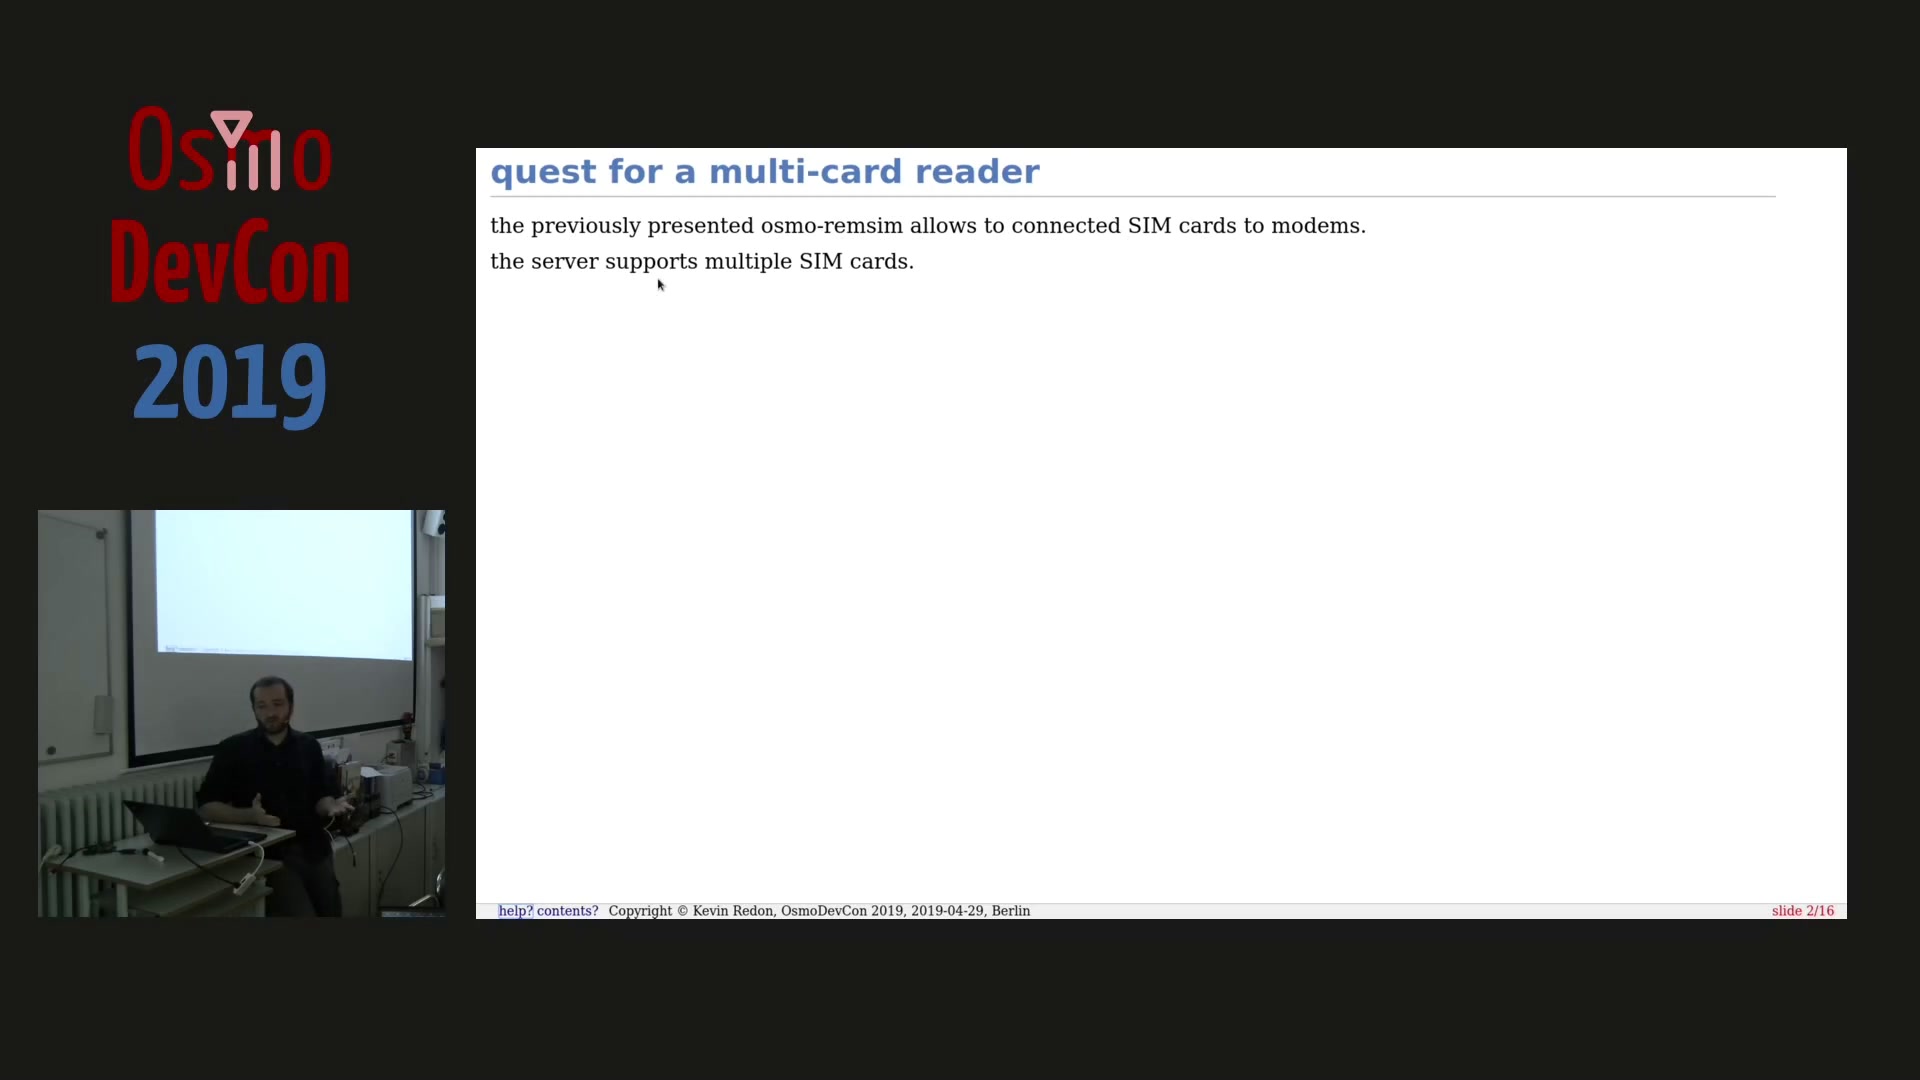 Osmo
DevCon
2019
quest for a multi-card reader
the previously presented osmo-remsim allows to connected SIM cards to modems.
the server supports multiple SIM cards.
help? contents? Copyright © Kevin Redon, OsmoDevCon 2019, 2019-04-29, Berlin
slide 2/16